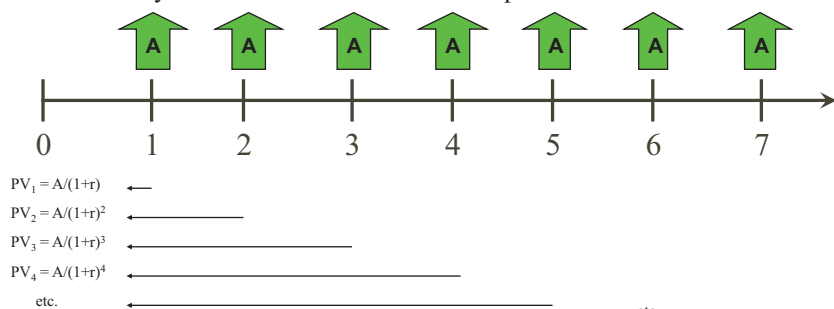 A A A A A A A
0 1 2 3 4 5 6 7
PV₁ = A/(1+r)
PV₂ = A/(1+r)²
PV₃ = A/(1+r)³
PV₄ = A/(1+r)⁴
etc.